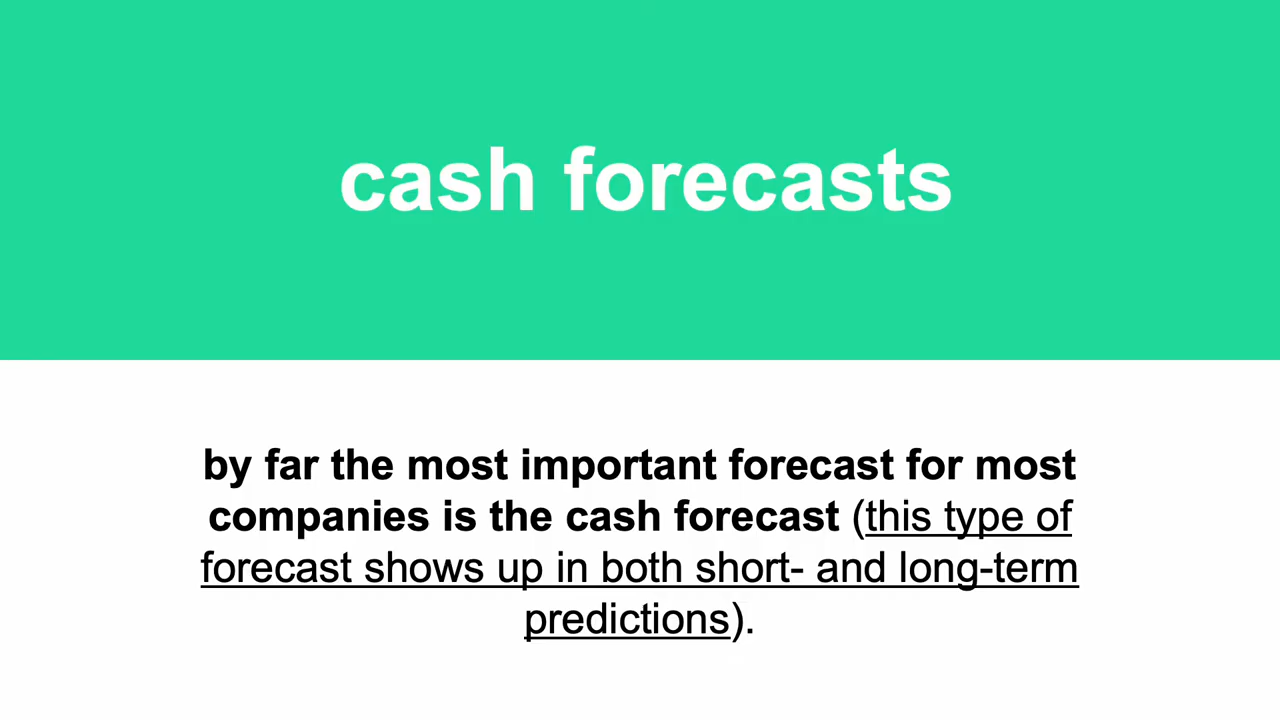 cash forecasts
by far the most important forecast for most
companies is the cash forecast (this type of
forecast shows up in both short- and long-term
predictions).